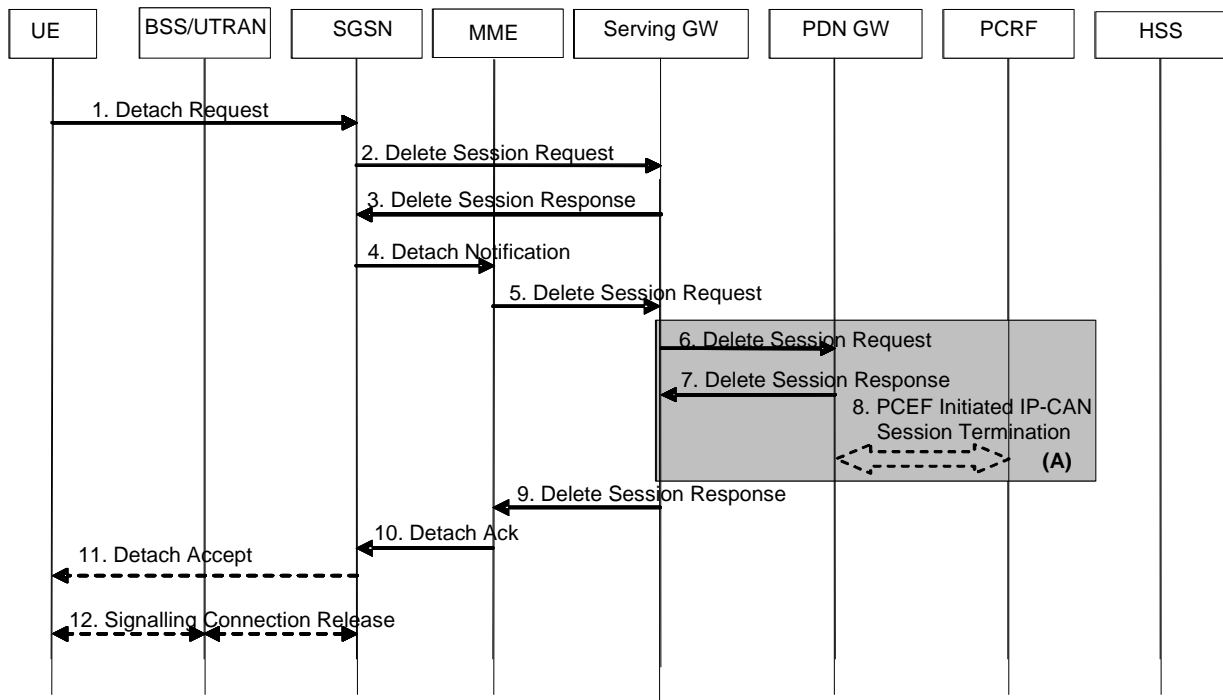 UE
BSS/UTRAN
SGSN
MME
Serving GW
PDN GW
PCRF
HSS
1. Detach Request
2. Delete Session Request
3. Delete Session Response
4. Detach Notification
5. Delete Session Request
6. Delete Session Request
7. Delete Session Response
8. PCEF Initiated IP-CAN
Session Termination
(A)
9. Delete Session Response
10. Detach Ack
11. Detach Accept
12. Signalling Connection Release